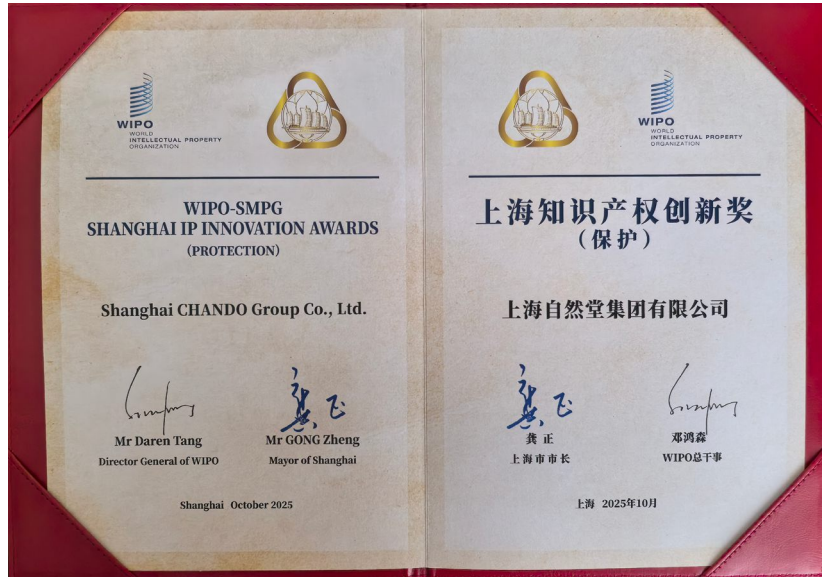 WIPO
WORLD
INTELLECTUAL PROPERTY
ORGANIZATION
WIPO-SMPG
SHANGHAI IP INNOVATION AWARDS
(PROTECTION)
Shanghai CHANDO Group Co., Ltd.
Mr Daren Tang
Director General of WIPO
Mr GONG Zheng
Mayor of Shanghai
Shanghai October 2025
WIPO
WORLD
INTELLECTUAL PROPERTY
ORGANIZATION
上海知识产权创新奖
(保护)
上海自然堂集团有限公司
龚 正
上海市市长
邓鸿森
WIPO总干事
上海 2025年10月